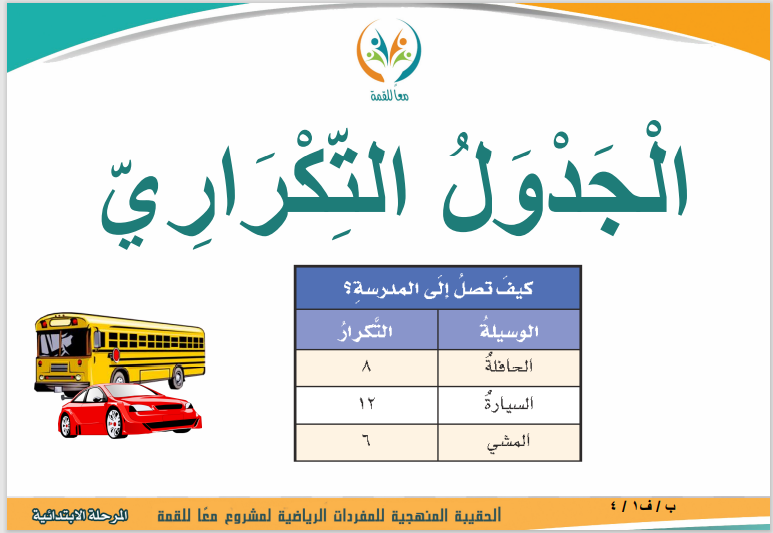 معاً للقمة
الْجَدْوَلُ التِّكْرَارِيّ
كيفَ تصلُ إلَى المدرسةِ؟
الوسيلةُ التَّكرارُ
الحافلةُ ٨
السيارةُ ١٢
المشي ٦
ب / ف١ / ٤
الحقيبة المنهجية للمفردات الرياضية لمشروع معًا للقمة
المرحلة الابتدائية